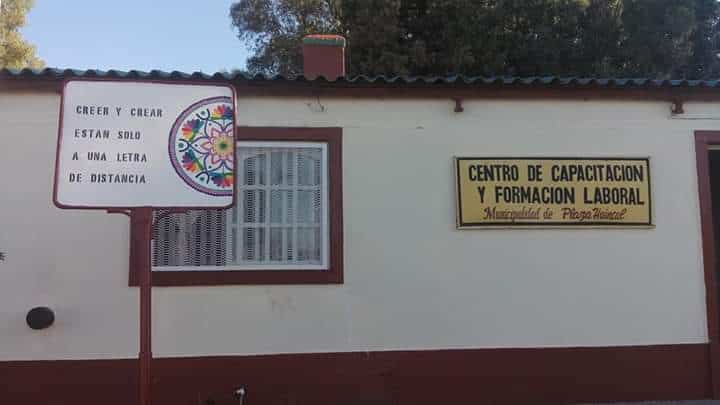 CREER Y CREAR
ESTAN SOLO
A UNA LETRA
DE DISTANCIA
CENTRO DE CAPACITACION
Y FORMACION LABORAL
Municipalidad de Plaza Huincul